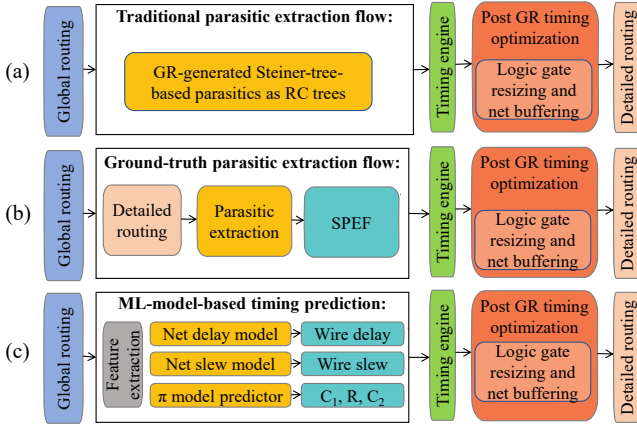 (a)
Global routing
Traditional parasitic extraction flow:
GR-generated Steiner-tree-
based parasitics as RC trees
Timing engine
Post GR timing
optimization
Logic gate
resizing and
net buffering
Detailed routing
(b)
Global routing
Ground-truth parasitic extraction flow:
Detailed
routing
Parasitic
extraction
SPEF
Timing engine
Post GR timing
optimization
Logic gate
resizing and
net buffering
Detailed routing
(c)
Global routing
ML-model-based timing prediction:
Feature
extraction
Net delay model
Wire delay
Net slew model
Wire slew
π model predictor
C₁, R, C₂
Timing engine
Post GR timing
optimization
Logic gate
resizing and
net buffering
Detailed routing